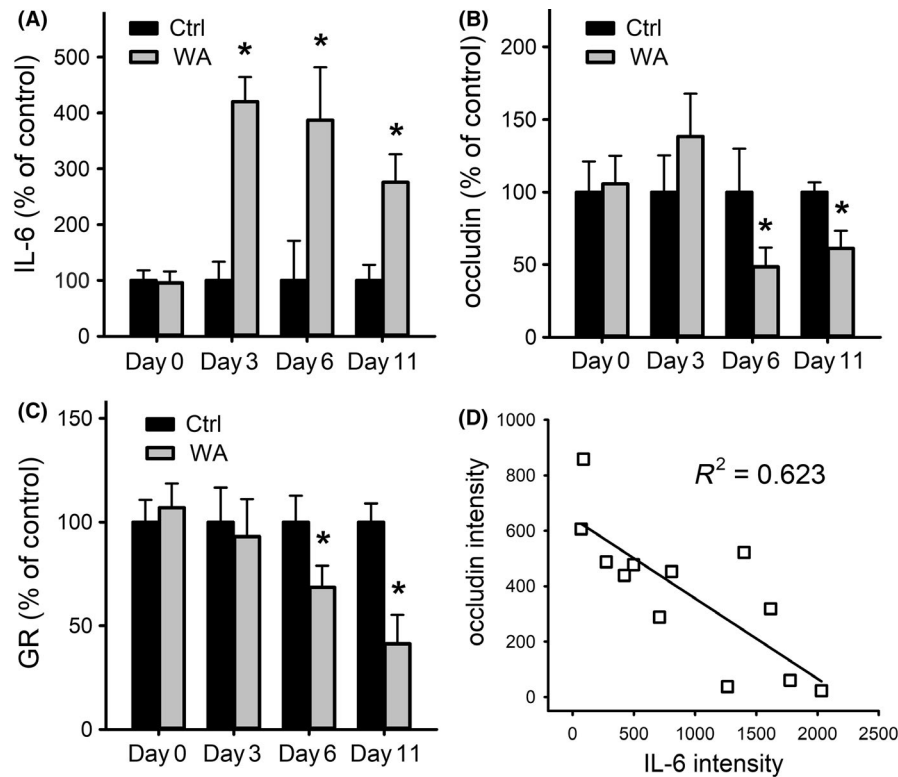 (A)
Ctrl
WA
IL-6 (% of control)
500
400
300
200
100
0
*
*
*
Day 0
Day 3
Day 6
Day 11
(B)
Ctrl
WA
occludin (% of control)
200
150
100
50
0
*
*
Day 0
Day 3
Day 6
Day 11
(C)
Ctrl
WA
GR (% of control)
150
100
50
0
*
*
Day 0
Day 3
Day 6
Day 11
(D)
R² = 0.623
occludin intensity
1000
800
600
400
200
0
0
500
1000
1500
2000
2500
IL-6 intensity